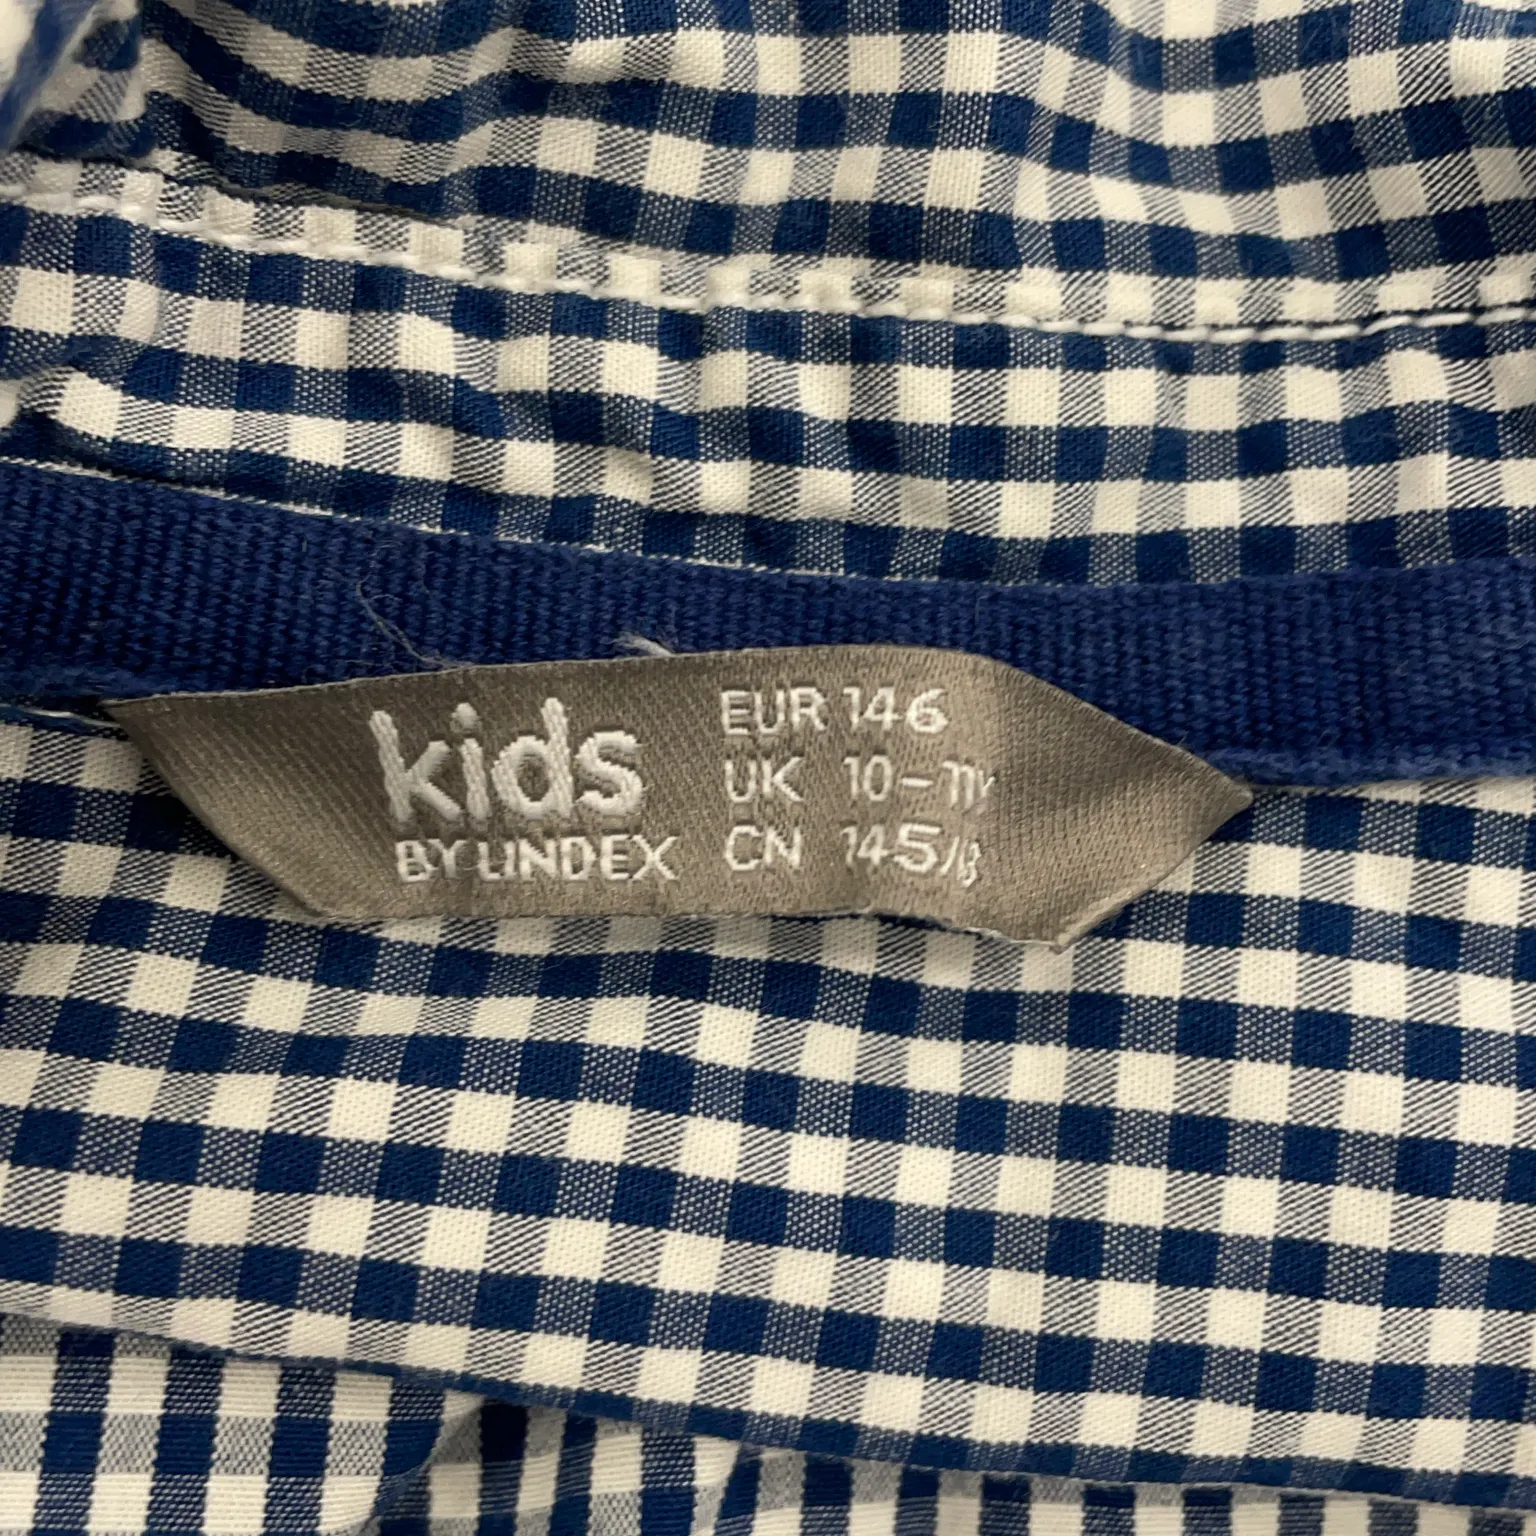 kids
BY LINDEX
EUR 146
UK 10-11Y
CN 145/